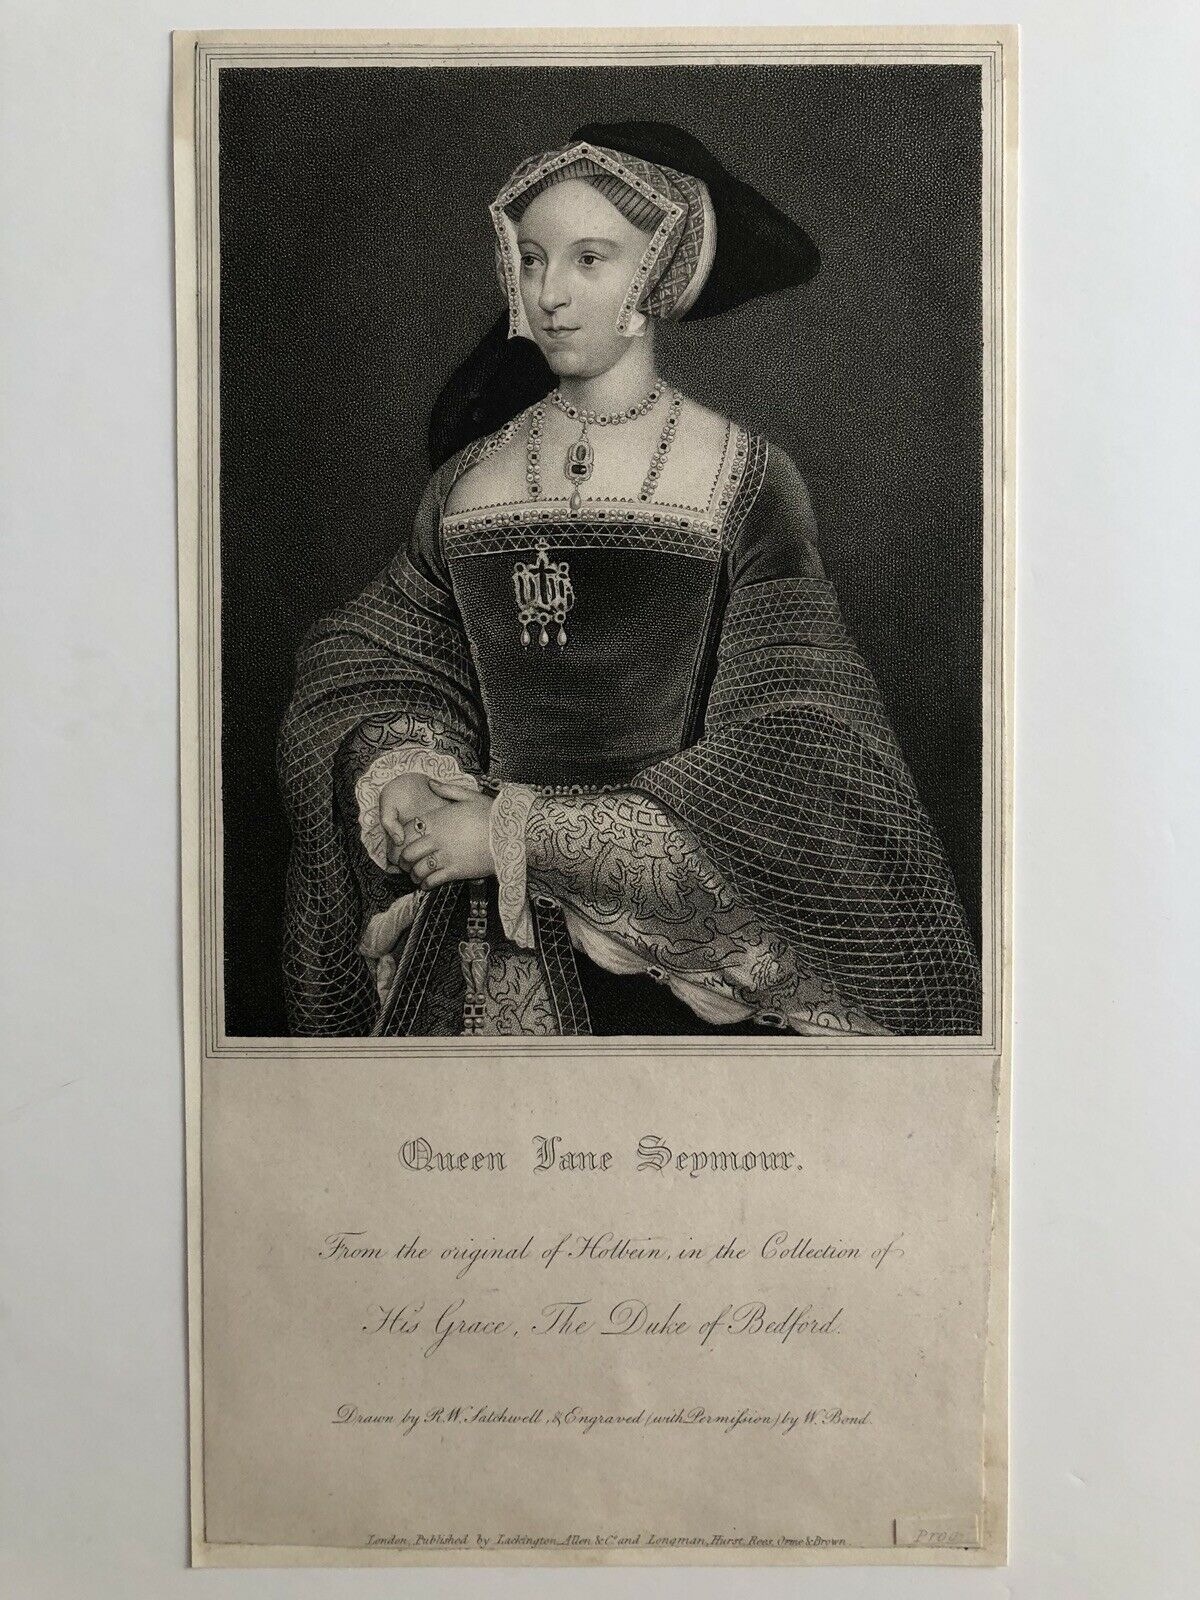 Queen Jane Seymour.
From the original of Holbein, in the Collection of
His Grace, The Duke of Bedford.
Drawn by R.W. Satchwell, & Engraved (with Permiſsion) by W. Bond.
London, Published by Lackington Allen & Co. and Longman, Hurst, Rees, Orme & Brown.
Proof